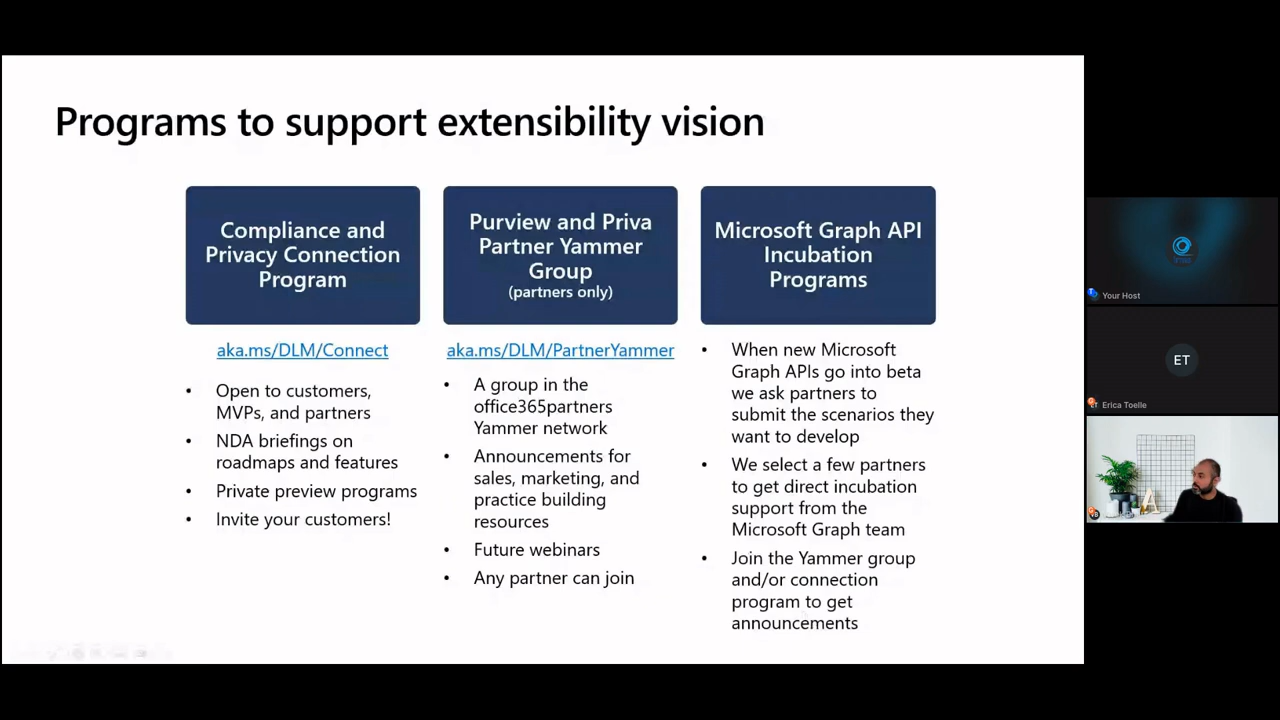 Programs to support extensibility vision
Compliance and
Privacy Connection
Program
aka.ms/DLM/Connect
• Open to customers,
MVPs, and partners
• NDA briefings on
roadmaps and features
• Private preview programs
• Invite your customers!
Purview and Priva
Partner Yammer
Group
(partners only)
aka.ms/DLM/PartnerYammer
• A group in the
office365partners
Yammer network
• Announcements for
sales, marketing, and
practice building
resources
• Future webinars
• Any partner can join
Microsoft Graph API
Incubation
Programs
• When new Microsoft
Graph APIs go into beta
we ask partners to
submit the scenarios they
want to develop
• We select a few partners
to get direct incubation
support from the
Microsoft Graph team
• Join the Yammer group
and/or connection
program to get
announcements
Your Host
ET
Erica Toelle